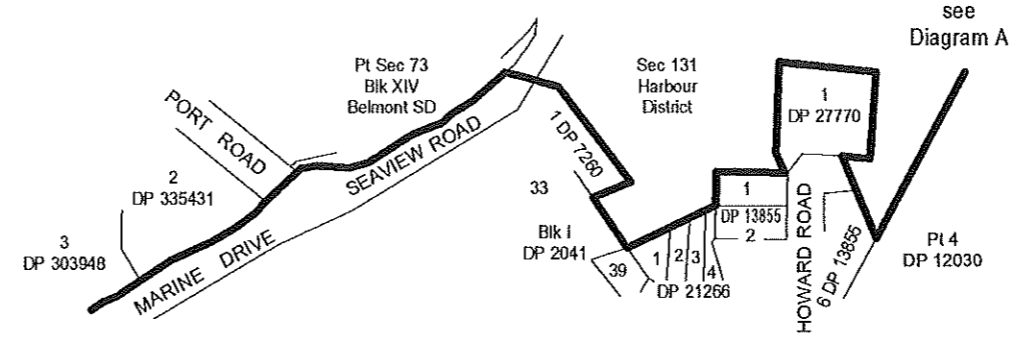 see
Diagram A
Pt Sec 73
Blk XIV
Belmont SD
Sec 131
Harbour
District
PORT ROAD
SEAVIEW ROAD
1 DP 7260
1
DP 27770
2
DP 335431
33
1
DP 13855
2
HOWARD ROAD
6 DP 13855
Pt 4
DP 12030
3
DP 303948
MARINE DRIVE
Blk I
DP 2041
39
1
2
3
4
DP 21266